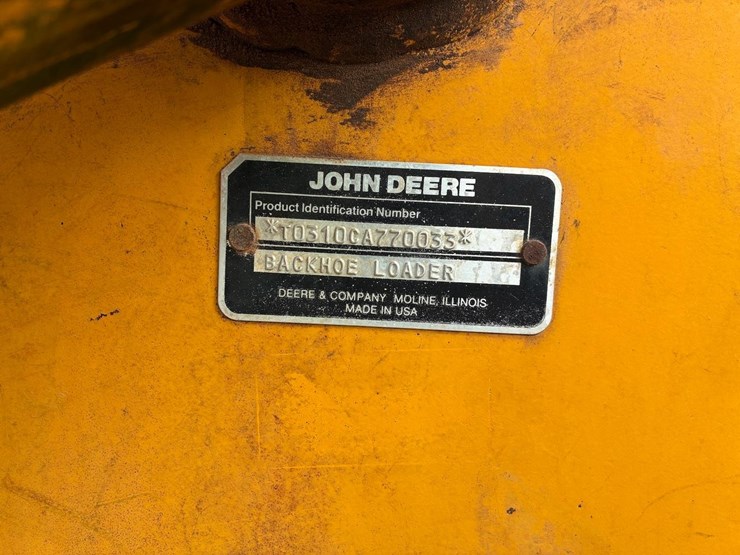 JOHN DEERE
Product Identification Number
*T0310CA770033*
BACKHOE LOADER
DEERE & COMPANY MOLINE, ILLINOIS
MADE IN USA